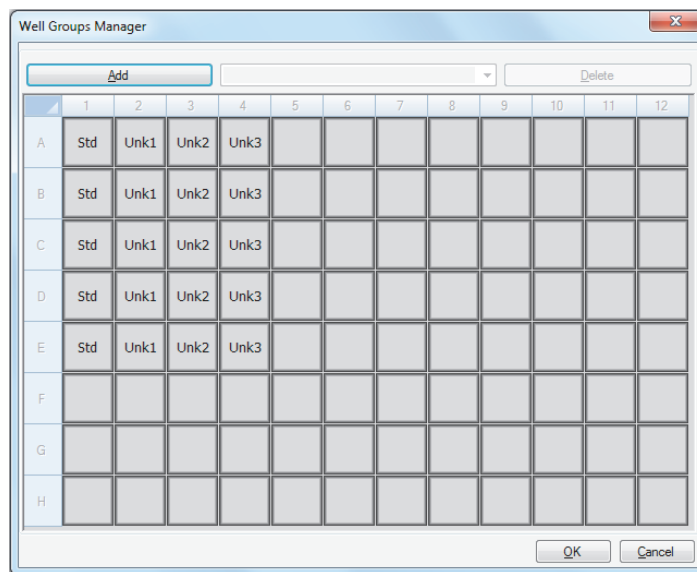 Well Groups Manager
Add Delete
1 2 3 4 5 6 7 8 9 10 11 12
A Std Unk1 Unk2 Unk3
B Std Unk1 Unk2 Unk3
C Std Unk1 Unk2 Unk3
D Std Unk1 Unk2 Unk3
E Std Unk1 Unk2 Unk3
F
G
H
OK Cancel